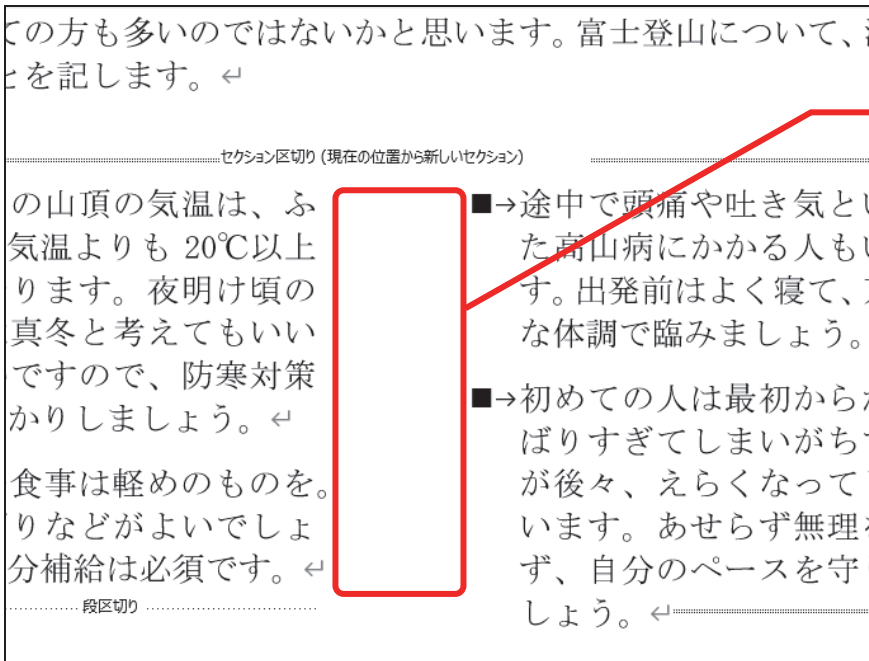 ての方も多いのではないかと思います。富士登山について、
とを記します。↵
セクション区切り (現在の位置から新しいセクション)
の山頂の気温は、ふ
気温よりも 20℃以上
ります。夜明け頃の
真冬と考えてもいい
ですので、防寒対策
かりしましょう。↵
食事は軽めのものを。
りなどがよいでしょ
分補給は必須です。↵
段区切り
■→途中で頭痛や吐き気とい
た高山病にかかる人もい
す。出発前はよく寝て、
な体調で臨みましょう。
■→初めての人は最初からが
ばりすぎてしまいがちで
が後々、えらくなって
います。あせらず無理を
ず、自分のペースを守り
しょう。↵